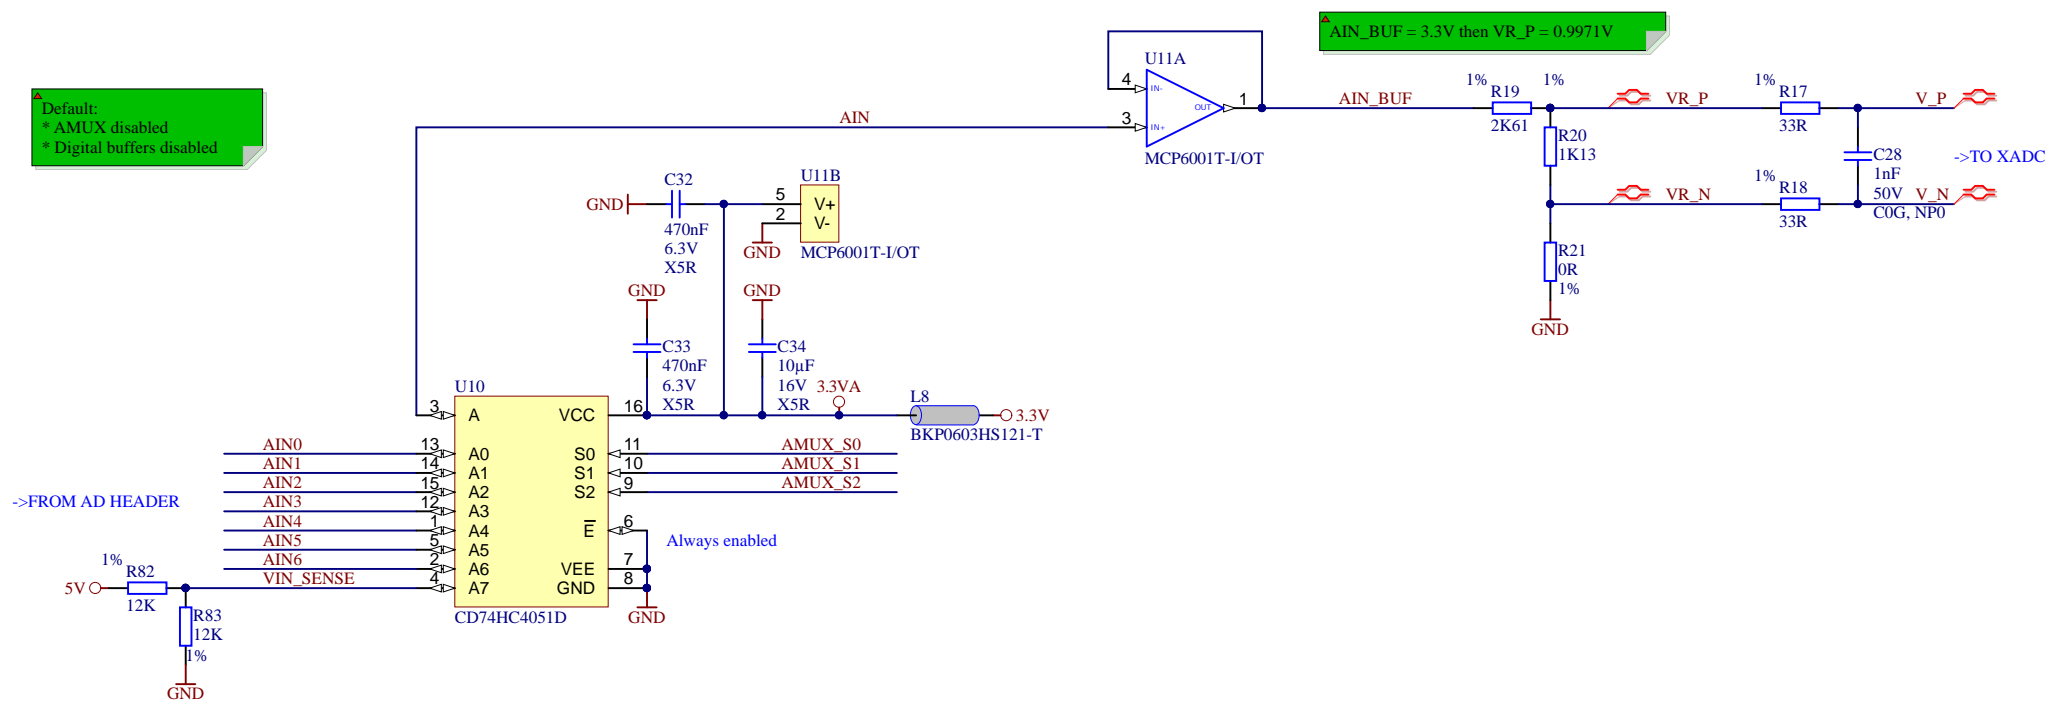 AIN_BUF = 3.3V then VR_P = 0.9971V
Default:
* AMUX disabled
* Digital buffers disabled
U11A
4
IN-
OUT
1
3
IN+
MCP6001T-I/OT
AIN
AIN_BUF
1%
R19
2K61
1%
R20
1K13
VR_P
1%
R17
33R
V_P
C28
1nF
50V
C0G, NP0
->TO XADC
VR_N
1%
R18
33R
V_N
R21
0R
1%
GND
C32
GND
470nF
6.3V
X5R
U11B
5
V+
2
V-
GND
MCP6001T-I/OT
GND
C33
470nF
6.3V
X5R
GND
C34
10µF
16V
X5R
3.3VA
L8
3.3V
BKP0603HS121-T
U10
3
A
VCC
16
AIN0
13
A0
S0
11
AMUX_S0
AIN1
14
A1
S1
10
AMUX_S1
AIN2
15
A2
S2
9
AMUX_S2
->FROM AD HEADER
AIN3
12
A3
AIN4
1
A4
E
6
Always enabled
AIN5
5
A5
AIN6
2
A6
VEE
7
VIN_SENSE
4
A7
GND
8
GND
CD74HC4051D
1%
R82
5V
12K
R83
12K
1%
GND